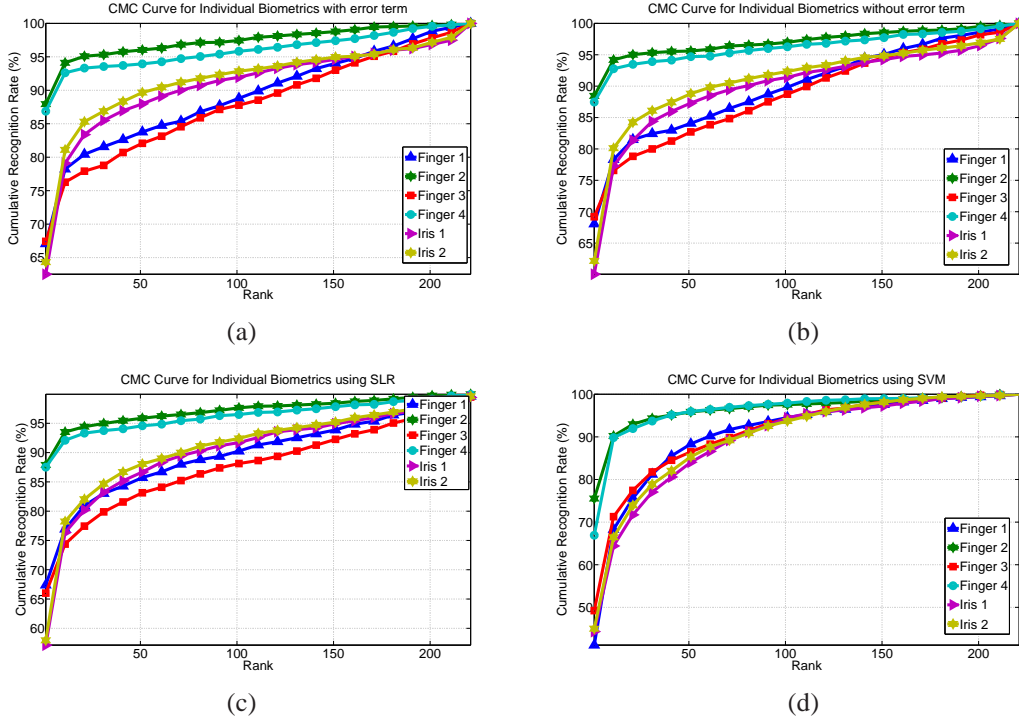 CMC Curve for Individual Biometrics with error term
Cumulative Recognition Rate (%)
100
95
90
85
80
75
70
65
50
100
150
200
Rank
Finger 1
Finger 2
Finger 3
Finger 4
Iris 1
Iris 2
(a)
CMC Curve for Individual Biometrics without error term
Cumulative Recognition Rate (%)
100
95
90
85
80
75
70
65
50
100
150
200
Rank
Finger 1
Finger 2
Finger 3
Finger 4
Iris 1
Iris 2
(b)
CMC Curve for Individual Biometrics using SLR
Cumulative Recognition Rate (%)
95
90
85
80
75
70
65
60
50
100
150
200
Rank
Finger 1
Finger 2
Finger 3
Finger 4
Iris 1
Iris 2
(c)
CMC Curve for Individual Biometrics using SVM
Cumulative Recognition Rate (%)
100
90
80
70
60
50
50
100
150
200
Rank
Finger 1
Finger 2
Finger 3
Finger 4
Iris 1
Iris 2
(d)